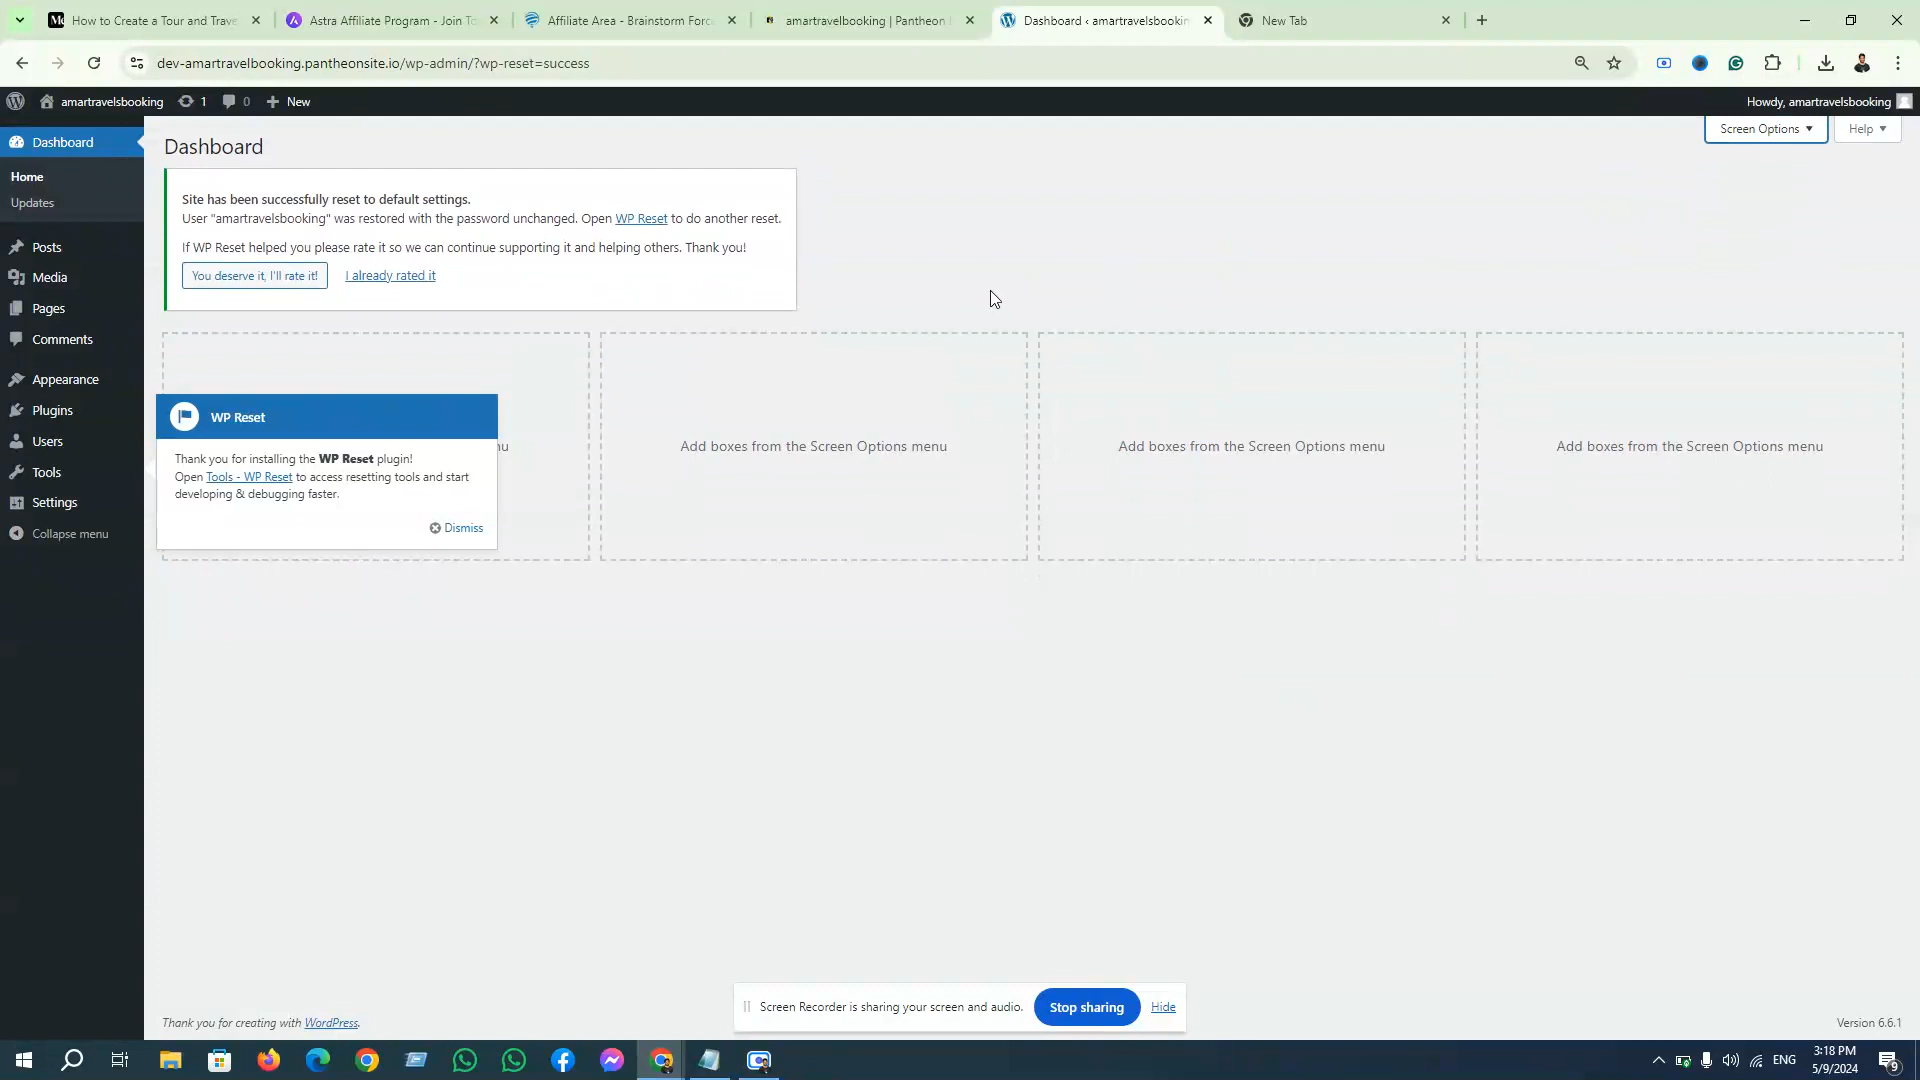 How to Create a Tour and Trave
Astra Affiliate Program - Join To
Affiliate Area - Brainstorm Forc
amartravelbooking | Pantheon
Dashboard ‹ amartravelsbookin
New Tab
dev-amartravelbooking.pantheonsite.io/wp-admin/?wp-reset=success
amartravelsbooking
1
0
New
Howdy, amartravelsbooking
Dashboard
Home
Updates
Posts
Media
Pages
Comments
Appearance
Plugins
Users
Tools
Settings
Collapse menu
Screen Options
Help
Dashboard
Site has been successfully reset to default settings.
User "amartravelsbooking" was restored with the password unchanged. Open WP Reset to do another reset.
If WP Reset helped you please rate it so we can continue supporting it and helping others. Thank you!
You deserve it, I'll rate it!
I already rated it
WP Reset
Thank you for installing the WP Reset plugin!
Open Tools - WP Reset to access resetting tools and start
developing & debugging faster.
Dismiss
nu
Add boxes from the Screen Options menu
Add boxes from the Screen Options menu
Add boxes from the Screen Options menu
Screen Recorder is sharing your screen and audio.
Stop sharing
Hide
Thank you for creating with WordPress.
Version 6.6.1
ENG
3:18 PM
5/9/2024
9